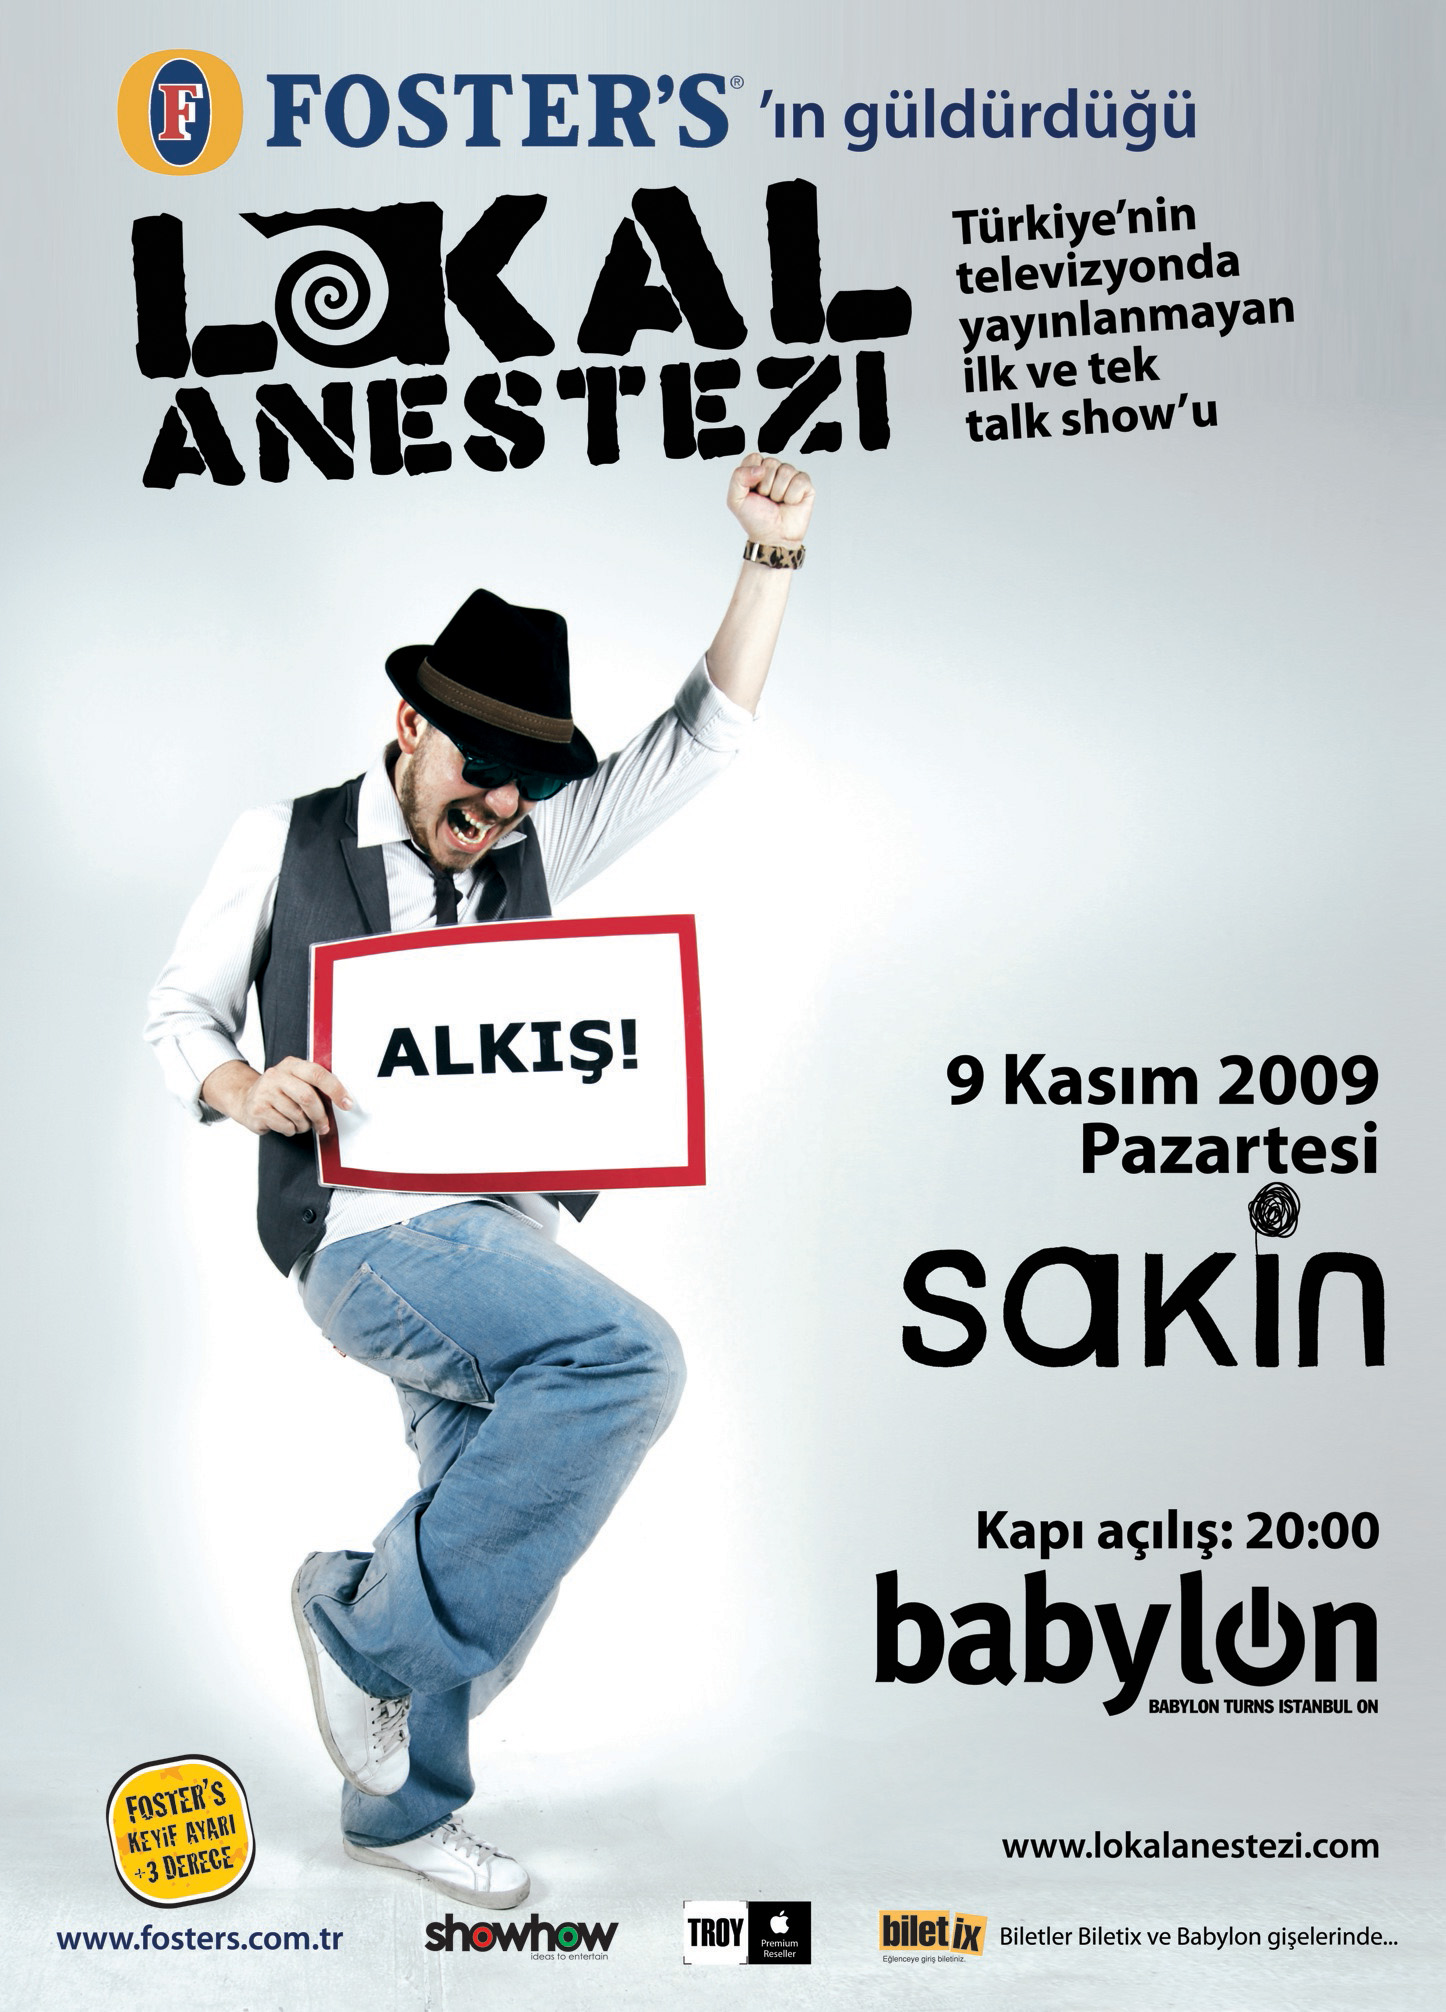 F FOSTER'S® 'ın güldürdüğü
LOKAL
ANESTEZI
Türkiye'nin
televizyonda
yayınlanmayan
ilk ve tek
talk show'u
ALKIŞ!
9 Kasım 2009
Pazartesi
sakin
Kapı açılış: 20:00
babylon
BABYLON TURNS ISTANBUL ON
FOSTER'S
KEYİF AYARI
+3 DERECE
www.lokalanestezi.com
www.fosters.com.tr
showhow
ideas to entertain
TROY
Premium
Reseller
biletix
Eğlenceye giriş biletiniz.
Biletler Biletix ve Babylon gişelerinde...